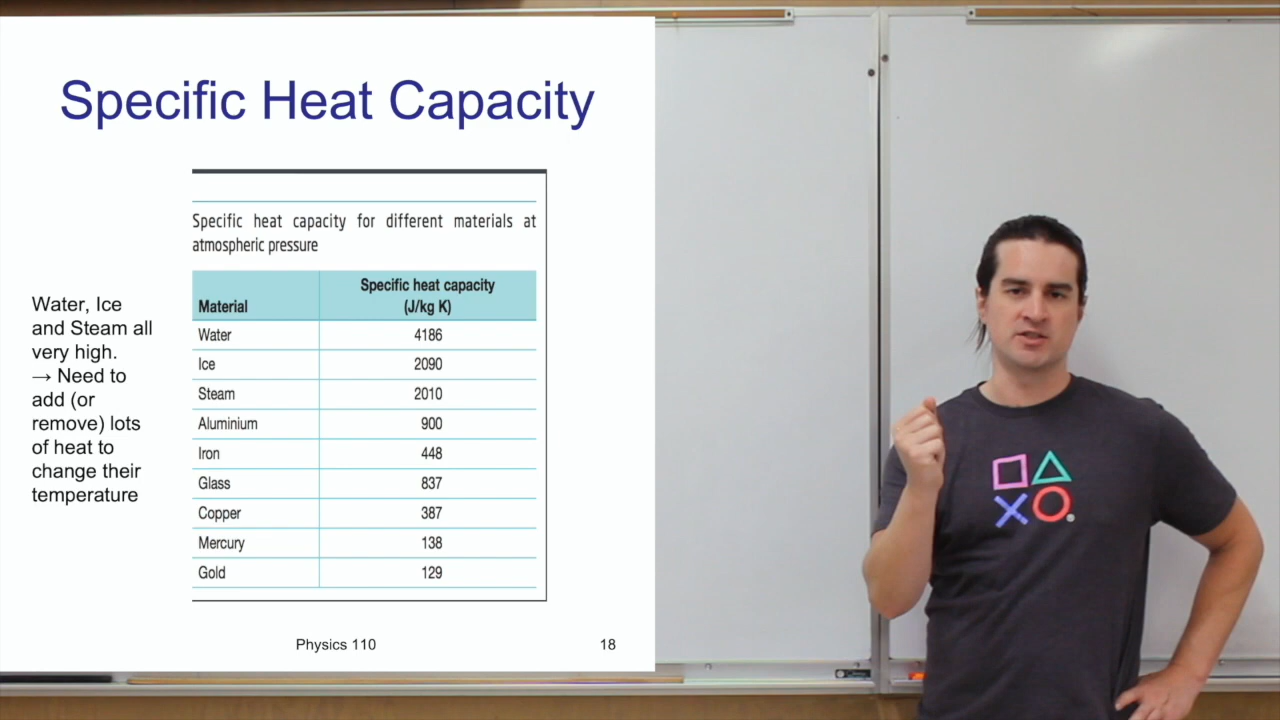 Specific Heat Capacity
Specific heat capacity for different materials at
atmospheric pressure
Material
Specific heat capacity
(J/kg K)
Water 4186
Ice 2090
Steam 2010
Aluminium 900
Iron 448
Glass 837
Copper 387
Mercury 138
Gold 129
Water, Ice
and Steam all
very high.
→ Need to
add (or
remove) lots
of heat to
change their
temperature
Physics 110
18
®